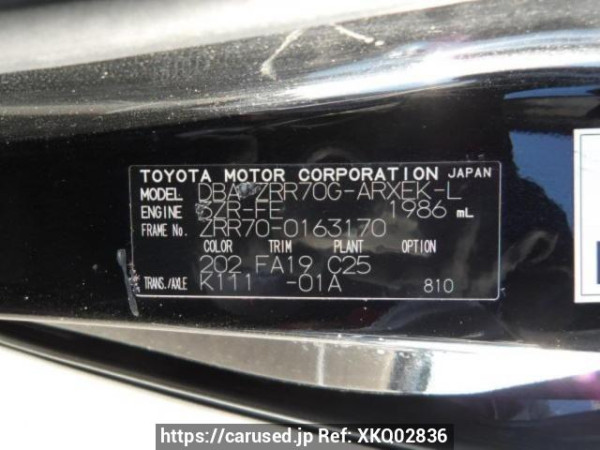 TOYOTA MOTOR CORPORATION JAPAN
MODEL DBA-ZRR70G-ARXEK-L
ENGINE 3ZR-FE 1986 mL
FRAME No. ZRR70-0163170
COLOR TRIM PLANT OPTION
202 FA19 C25
TRANS./AXLE K111 -01A 810
https://carused.jp Ref: XKQ02836